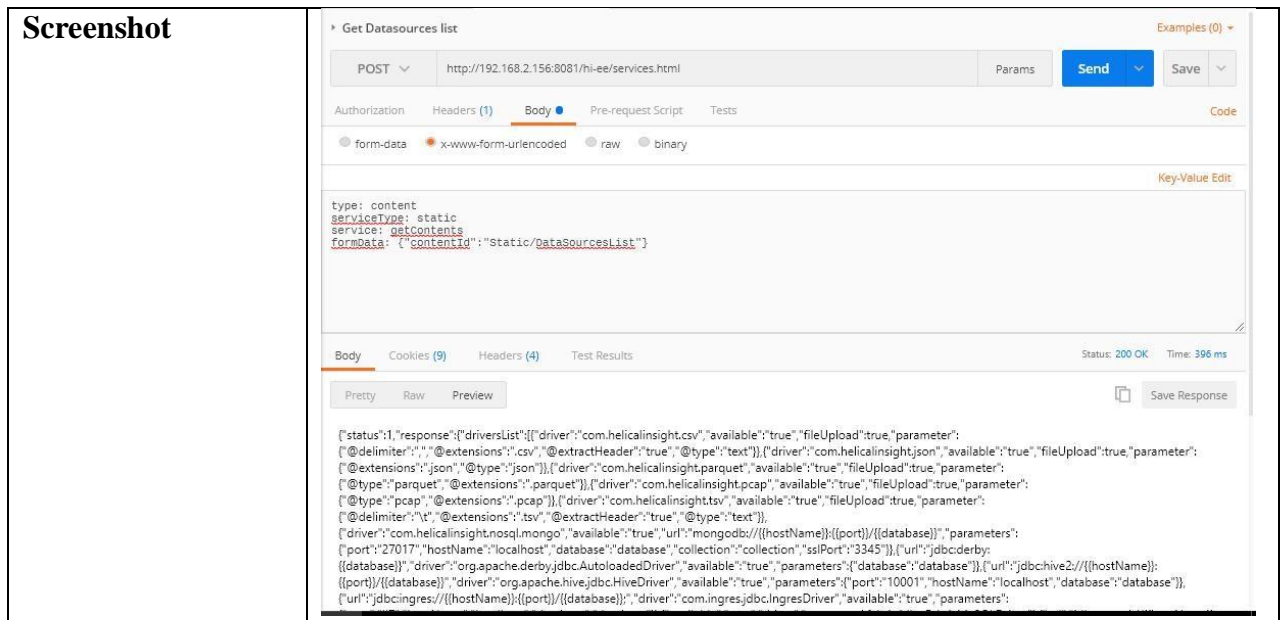 Screenshot
Get Datasources list
Examples (0)
POST
http://192.168.2.156:8081/hi-ee/services.html
Params
Send
Save
Authorization Headers (1) Body Pre-request Script Tests
Code
form-data x-www-form-urlencoded raw binary
Key-Value Edit
type: content
serviceType: static
service: getContents
formData: {"contentId":"Static/DataSourcesList"}
Body Cookies (9) Headers (4) Test Results
Status: 200 OK Time: 396 ms
Pretty Raw Preview
Save Response
{"status":1,"response":{"driversList":[{"driver":"com.helicalinsight.csv","available":"true","fileUpload":true,"parameter":
{"@delimiter":",","@extensions":".csv","@extractHeader":"true","@type":"text"}},{"driver":"com.helicalinsight.json","available":"true","fileUpload":true,"parameter":
{"@extensions":".json","@type":"json"}},{"driver":"com.helicalinsight.parquet","available":"true","fileUpload":true,"parameter":
{"@type":"parquet","@extensions":".parquet"}},{"driver":"com.helicalinsight.pcap","available":"true","fileUpload":true,"parameter":
{"@type":"pcap","@extensions":".pcap"}},{"driver":"com.helicalinsight.tsv","available":"true","fileUpload":true,"parameter":
{"@delimiter":"\t","@extensions":".tsv","@extractHeader":"true","@type":"text"}},
{"driver":"com.helicalinsight.nosql.mongo","available":"true","url":"mongodb://{{hostName}}:{{port}}/{{database}}","parameters":
{"port":"27017","hostName":"localhost","database":"database","collection":"collection","sslPort":"3345"}},{"url":"jdbc:derby:
{{database}}","driver":"org.apache.derby.jdbc.AutoloadedDriver","available":"true","parameters":{"database":"database"}},{"url":"jdbc:hive2://{{hostName}}:
{{port}}/{{database}}","driver":"org.apache.hive.jdbc.HiveDriver","available":"true","parameters":{"port":"10001","hostName":"localhost","database":"database"}},
{"url":"jdbc:ingres://{{hostName}}:{{port}}/{{database}};","driver":"com.ingres.jdbc.IngresDriver","available":"true","parameters":